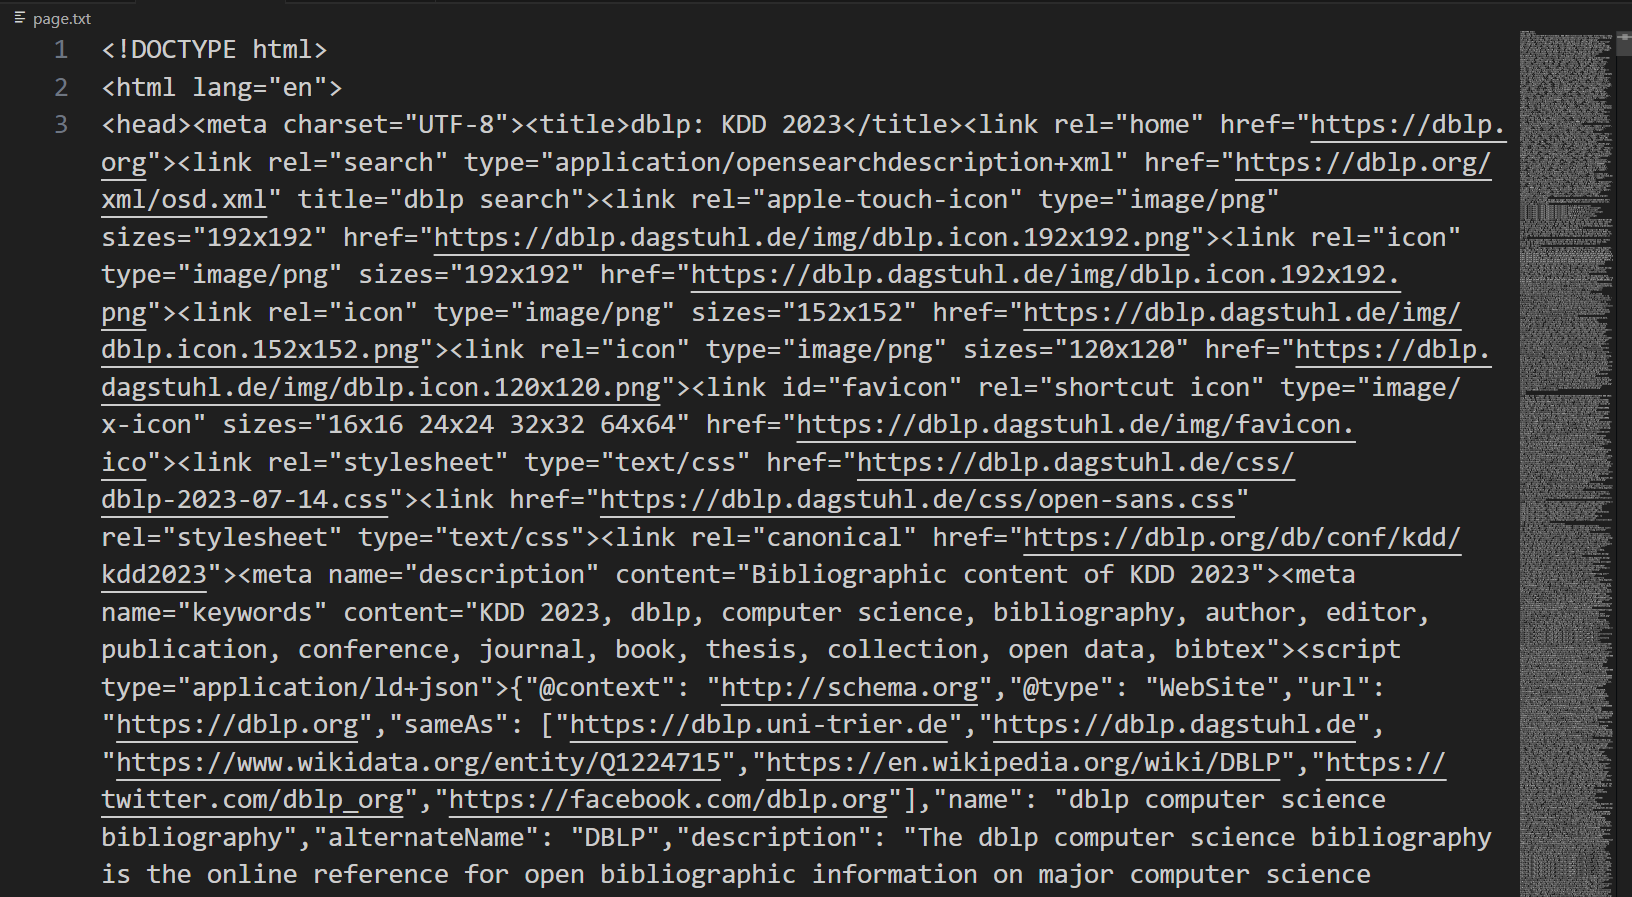 page.txt
1 <!DOCTYPE html>
2 <html lang="en">
3 <head><meta charset="UTF-8"><title>dblp: KDD 2023</title><link rel="home" href="https://dblp.
org"><link rel="search" type="application/opensearchdescription+xml" href="https://dblp.org/
xml/osd.xml" title="dblp search"><link rel="apple-touch-icon" type="image/png"
sizes="192x192" href="https://dblp.dagstuhl.de/img/dblp.icon.192x192.png"><link rel="icon"
type="image/png" sizes="192x192" href="https://dblp.dagstuhl.de/img/dblp.icon.192x192.
png"><link rel="icon" type="image/png" sizes="152x152" href="https://dblp.dagstuhl.de/img/
dblp.icon.152x152.png"><link rel="icon" type="image/png" sizes="120x120" href="https://dblp.
dagstuhl.de/img/dblp.icon.120x120.png"><link id="favicon" rel="shortcut icon" type="image/
x-icon" sizes="16x16 24x24 32x32 64x64" href="https://dblp.dagstuhl.de/img/favicon.
ico"><link rel="stylesheet" type="text/css" href="https://dblp.dagstuhl.de/css/
dblp-2023-07-14.css"><link href="https://dblp.dagstuhl.de/css/open-sans.css"
rel="stylesheet" type="text/css"><link rel="canonical" href="https://dblp.org/db/conf/kdd/
kdd2023"><meta name="description" content="Bibliographic content of KDD 2023"><meta
name="keywords" content="KDD 2023, dblp, computer science, bibliography, author, editor,
publication, conference, journal, book, thesis, collection, open data, bibtex"><script
type="application/ld+json">{"@context": "http://schema.org","@type": "WebSite","url":
"https://dblp.org","sameAs": ["https://dblp.uni-trier.de","https://dblp.dagstuhl.de",
"https://www.wikidata.org/entity/Q1224715","https://en.wikipedia.org/wiki/DBLP","https://
twitter.com/dblp_org","https://facebook.com/dblp.org"],"name": "dblp computer science
bibliography","alternateName": "DBLP","description": "The dblp computer science bibliography
is the online reference for open bibliographic information on major computer science